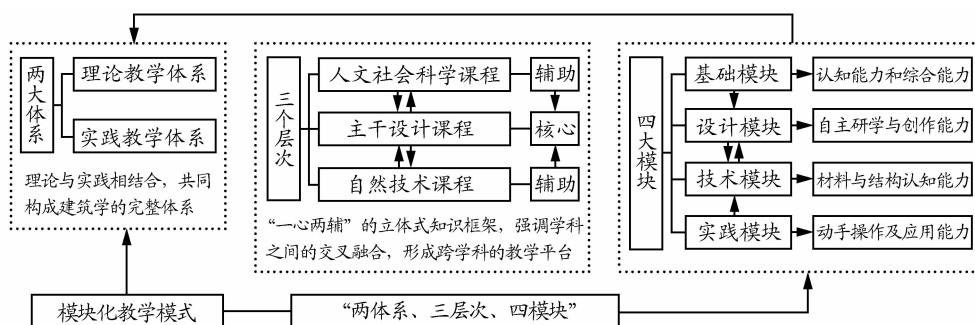 两大体系
理论教学体系
实践教学体系
理论与实践相结合，共同
构成建筑学的完整体系
三个层次
人文社会科学课程
辅助
主干设计课程
核心
自然技术课程
辅助
“一心两辅”的立体式知识框架，强调学科
之间的交叉融合，形成跨学科的教学平台
四大模块
基础模块
认知能力和综合能力
设计模块
自主研学与创作能力
技术模块
材料与结构认知能力
实践模块
动手操作及应用能力
模块化教学模式
“两体系、三层次、四模块”